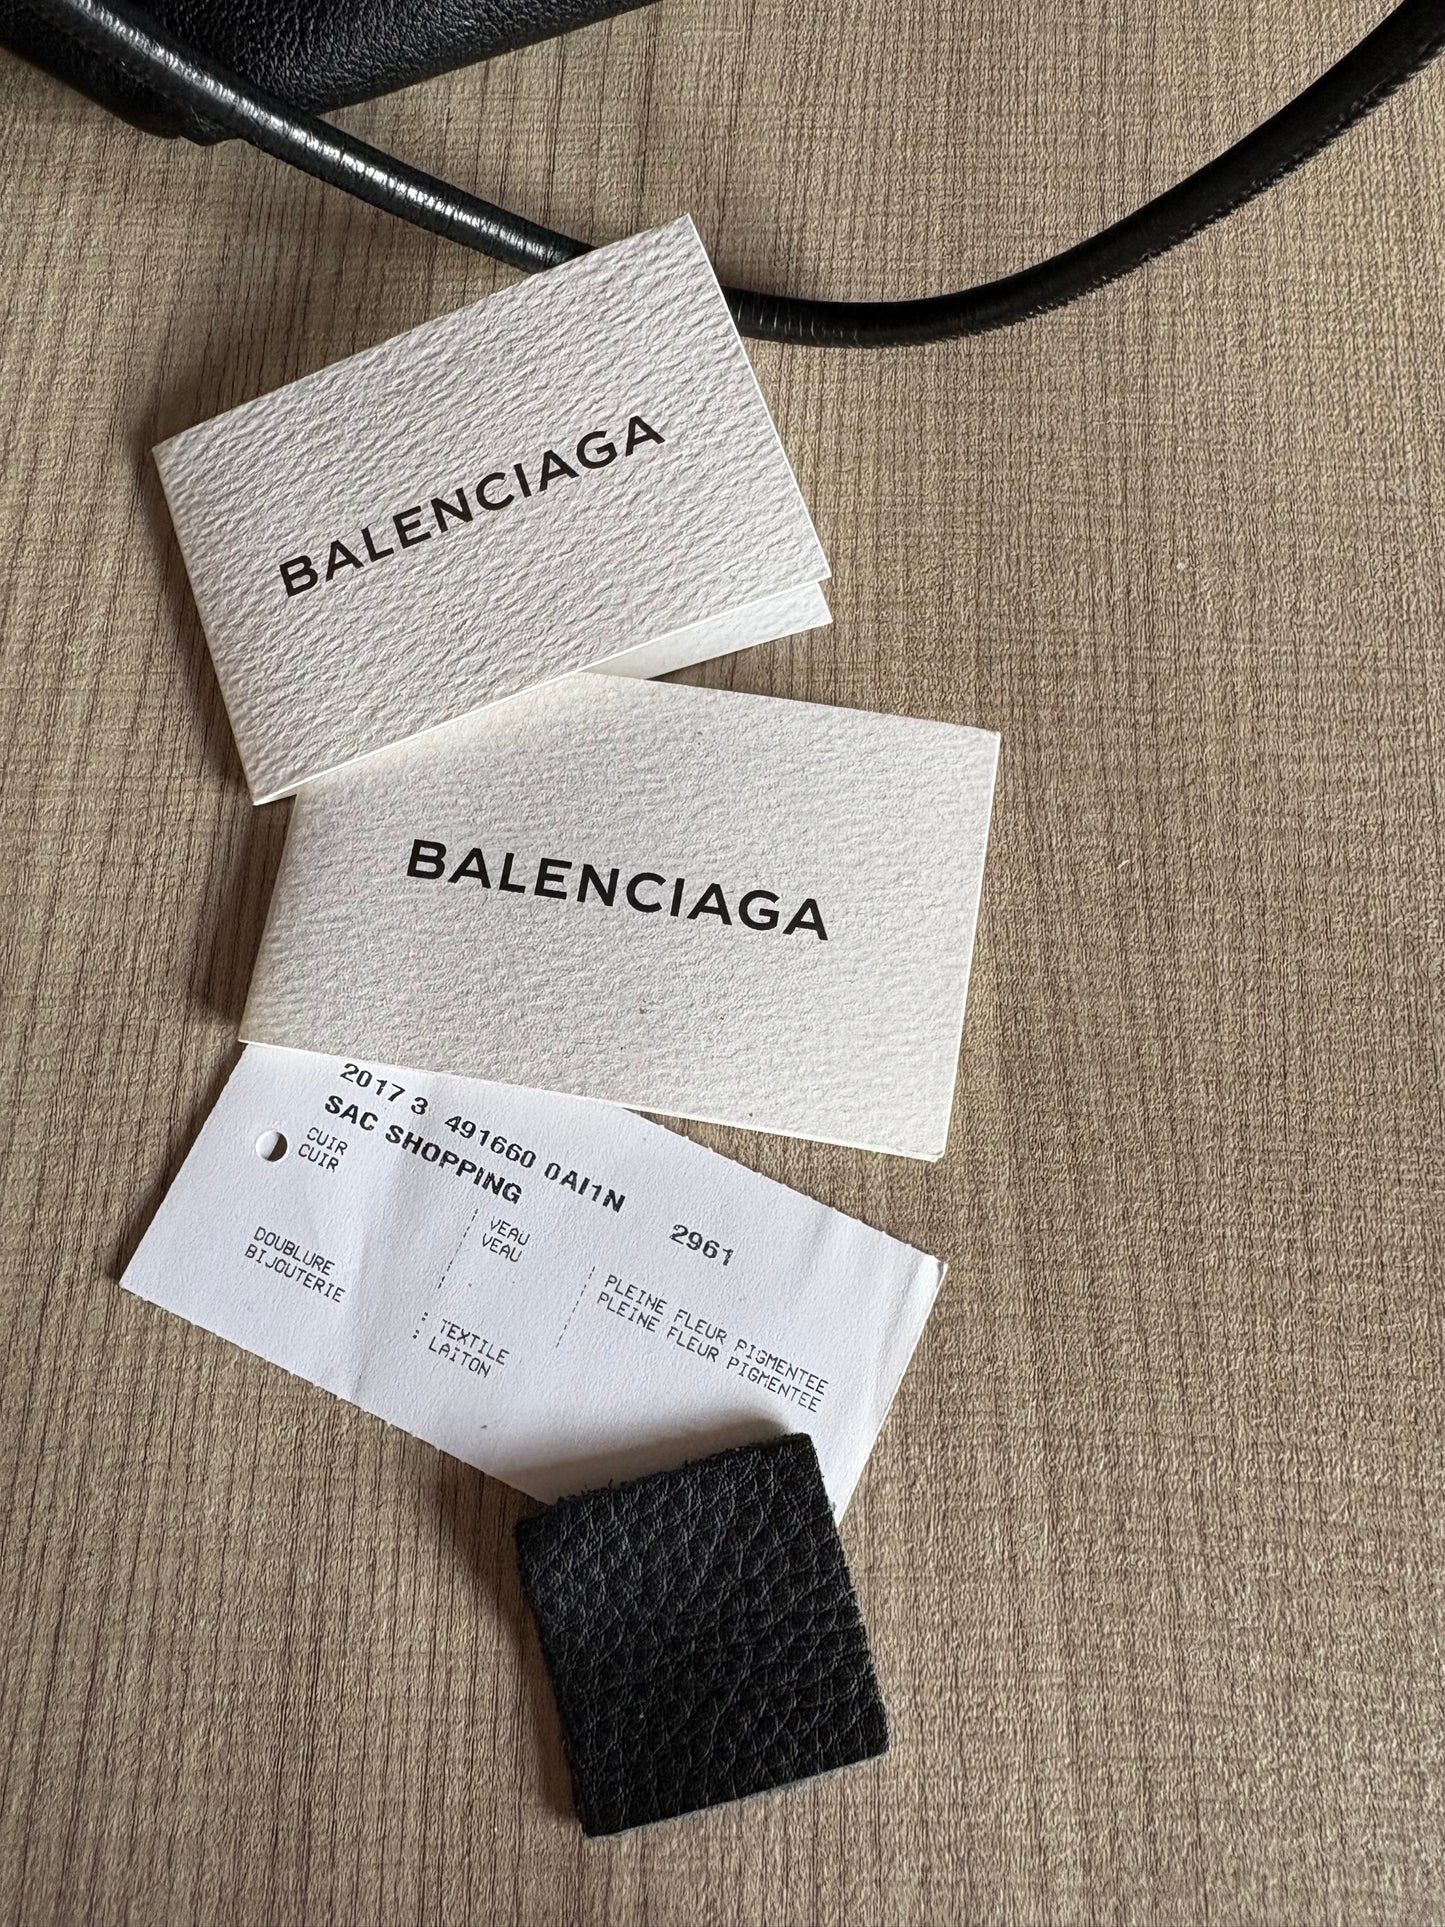 BALENCIAGA
BALENCIAGA
2017 3 491660 0AI1N 2961
SAC SHOPPING
CUIR VEAU PLEINE FLEUR PIGMENTEE
CUIR VEAU PLEINE FLEUR PIGMENTEE
DOUBLURE : TEXTILE
BIJOUTERIE : LAITON